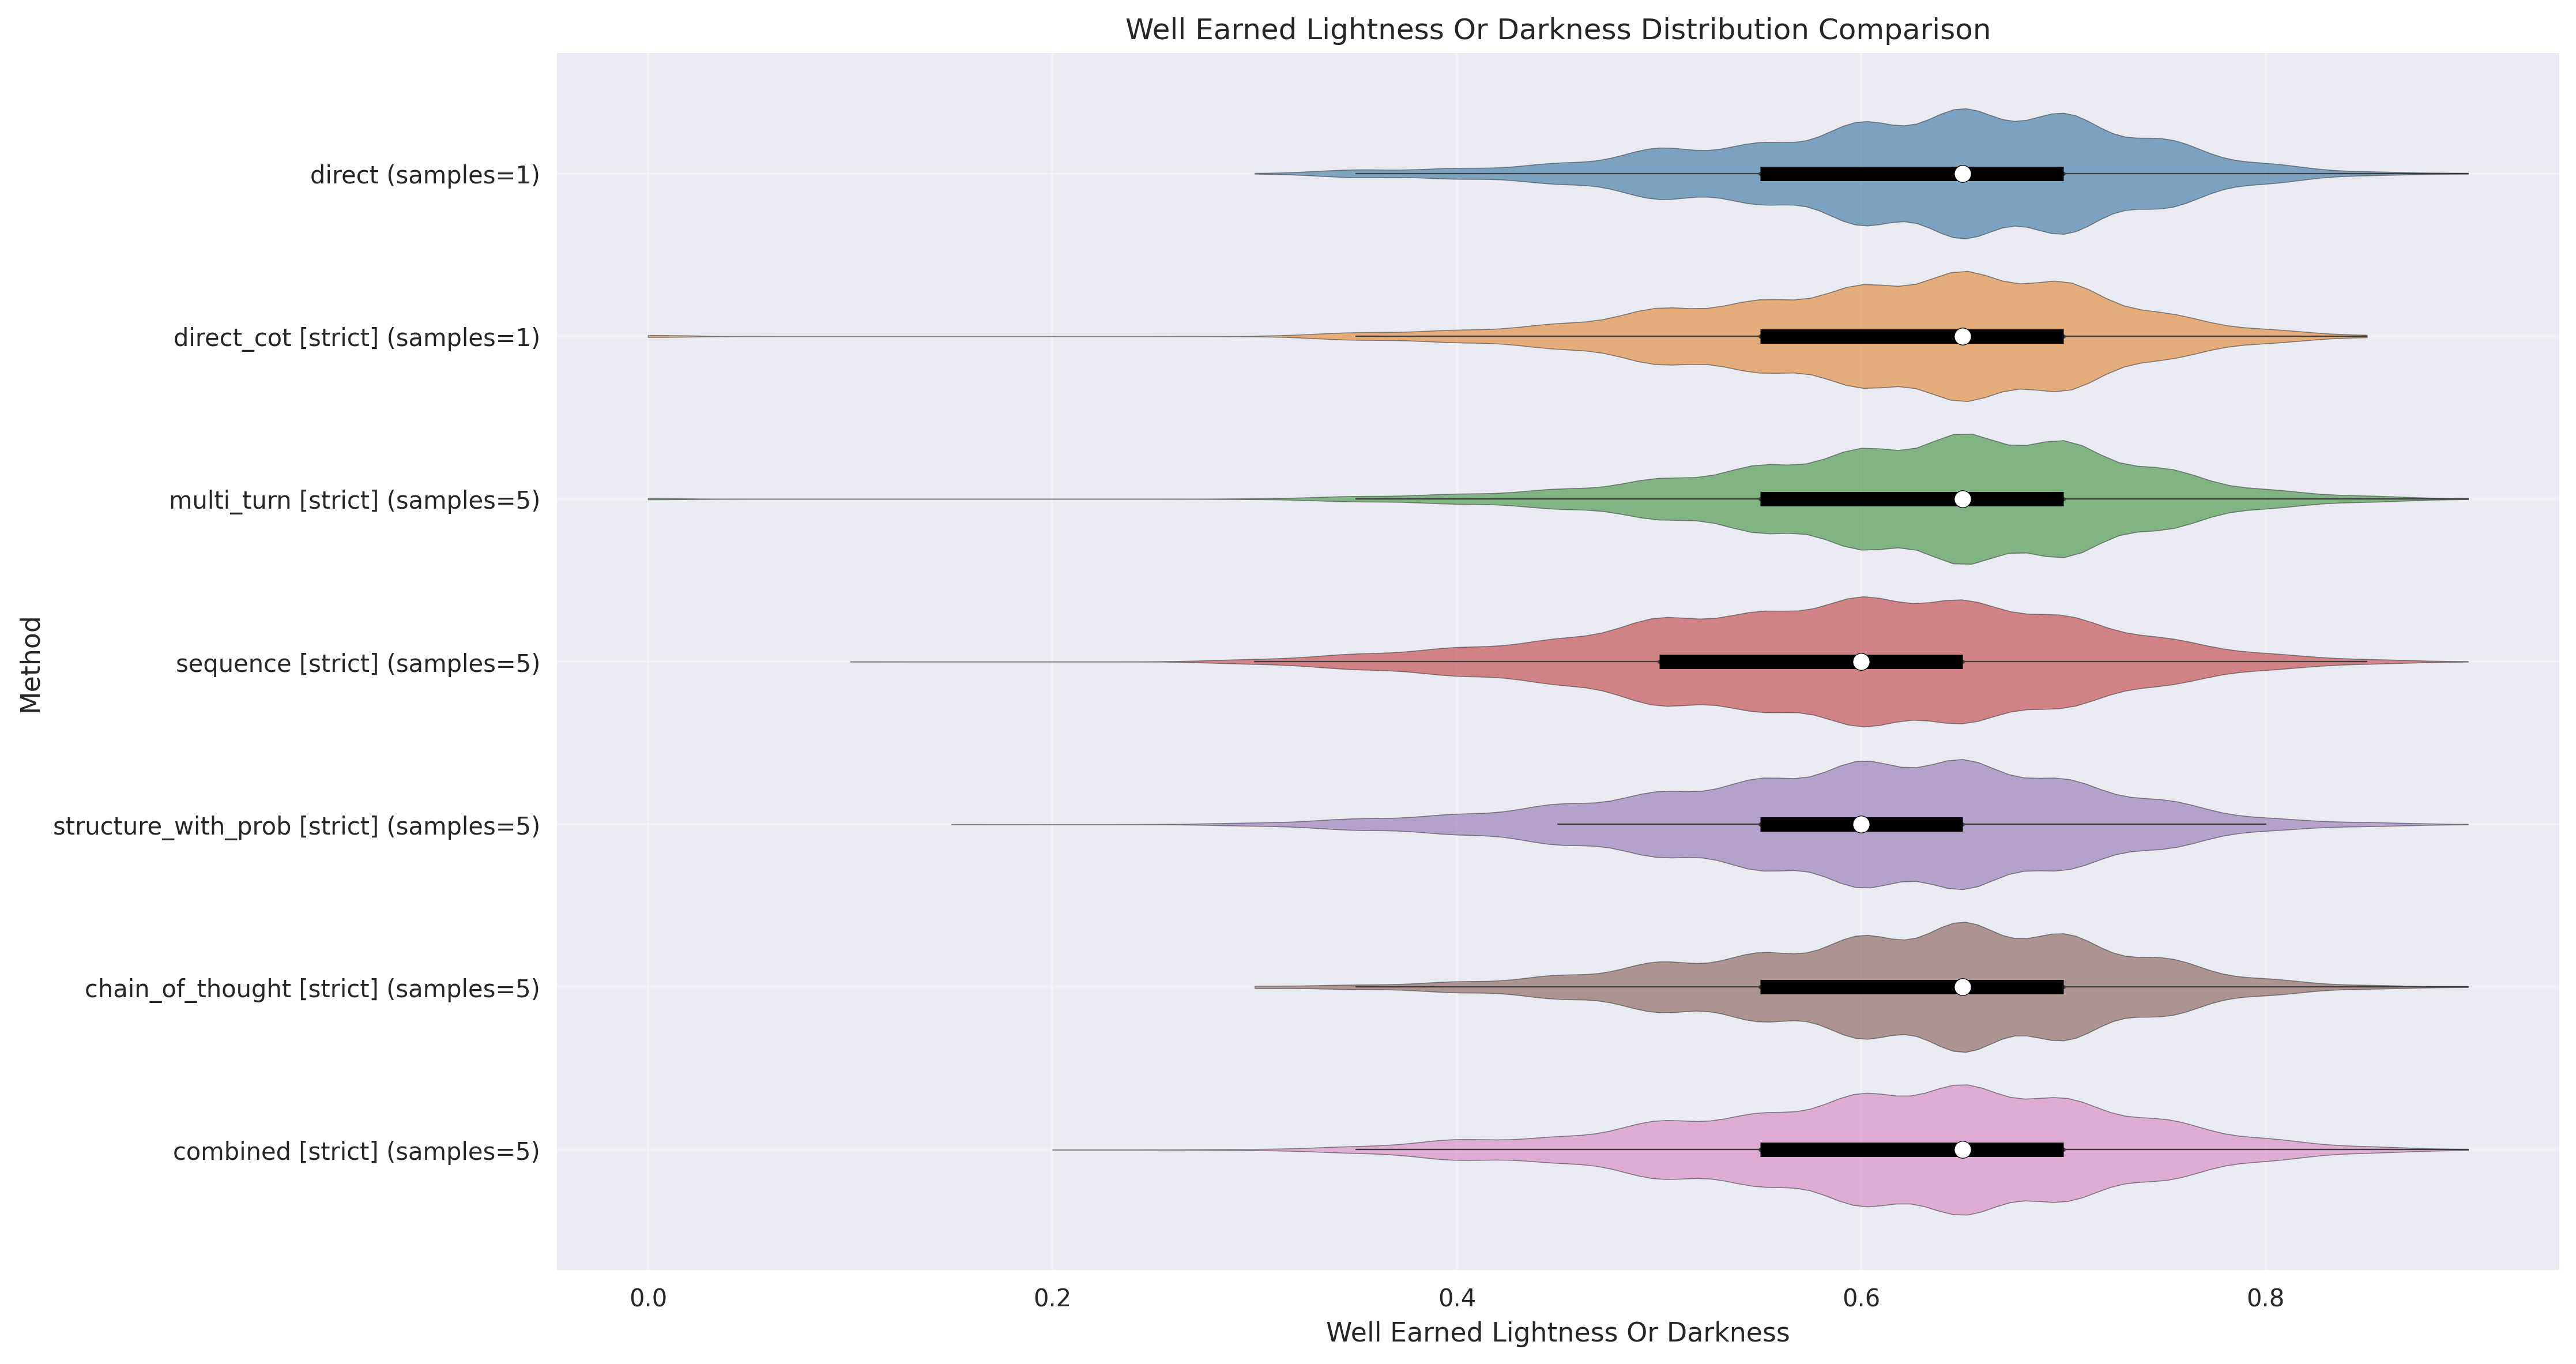 Well Earned Lightness Or Darkness Distribution Comparison
Method
direct (samples=1)
direct_cot [strict] (samples=1)
multi_turn [strict] (samples=5)
sequence [strict] (samples=5)
structure_with_prob [strict] (samples=5)
chain_of_thought [strict] (samples=5)
combined [strict] (samples=5)
0.0 0.2 0.4 0.6 0.8
Well Earned Lightness Or Darkness